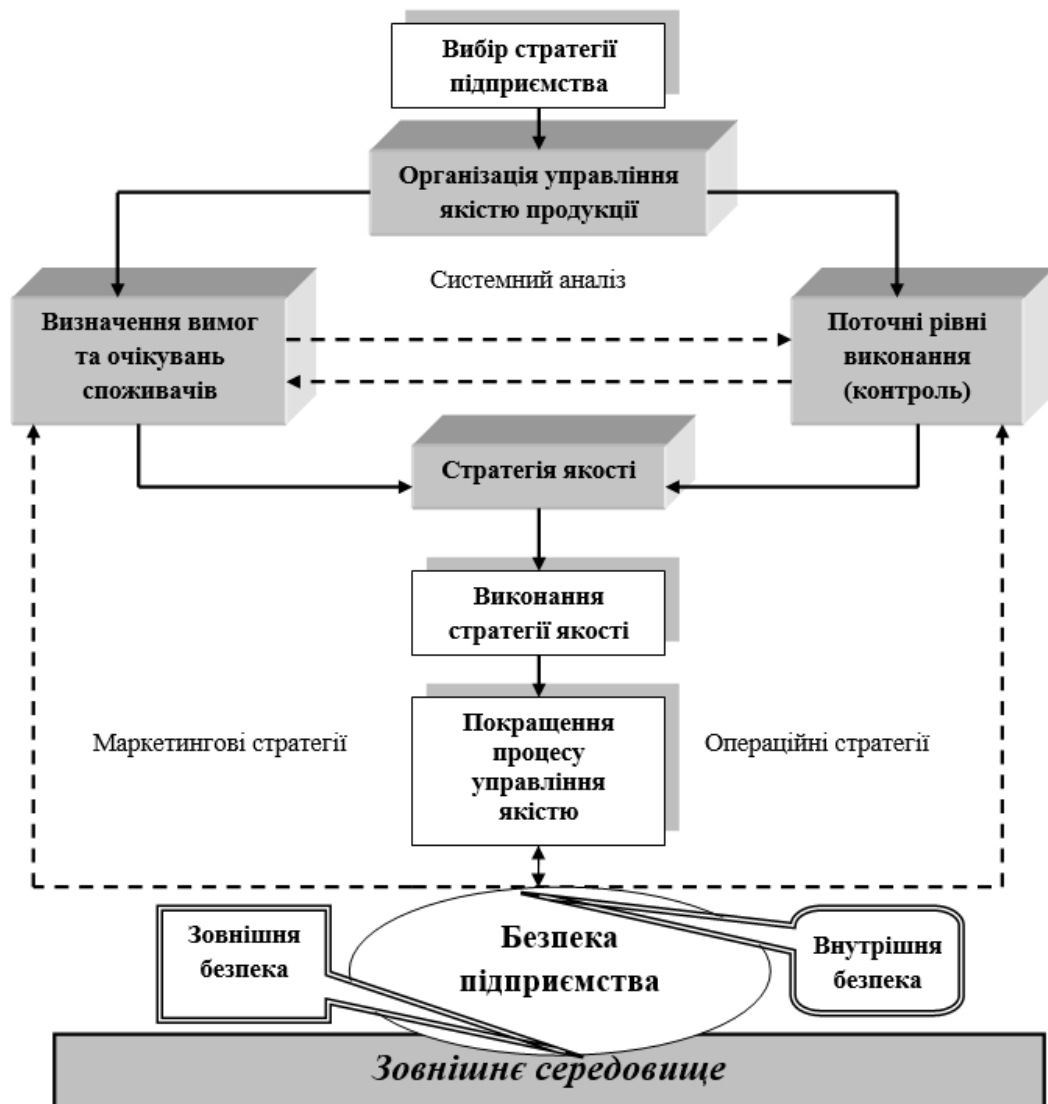 Вибір стратегії
підприємства
Організація управління
якістю продукції
Системний аналіз
Визначення вимог
та очікувань
споживачів
Поточні рівні
виконання
(контроль)
Стратегія якості
Виконання
стратегії якості
Маркетингові стратегії
Покращення
процесу
управління
якістю
Операційні стратегії
Зовнішня
безпека
Безпека
підприємства
Внутрішня
безпека
Зовнішнє середовище